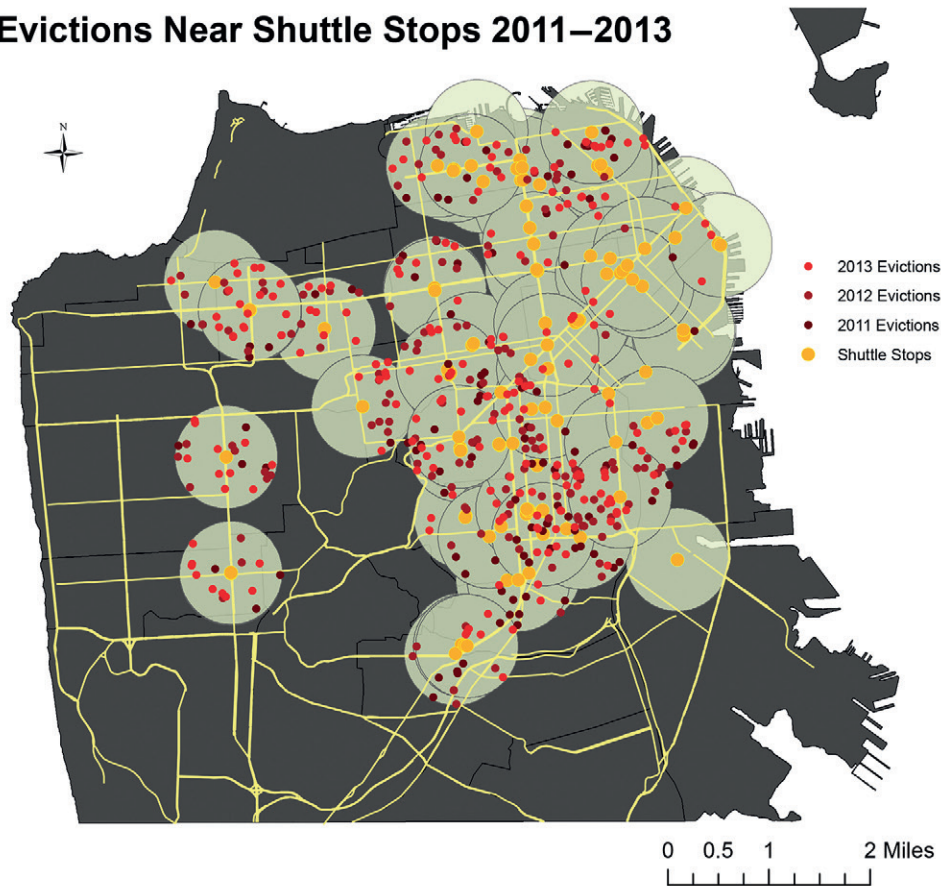 Evictions Near Shuttle Stops 2011–2013
N
2013 Evictions
2012 Evictions
2011 Evictions
Shuttle Stops
0 0.5 1 2 Miles